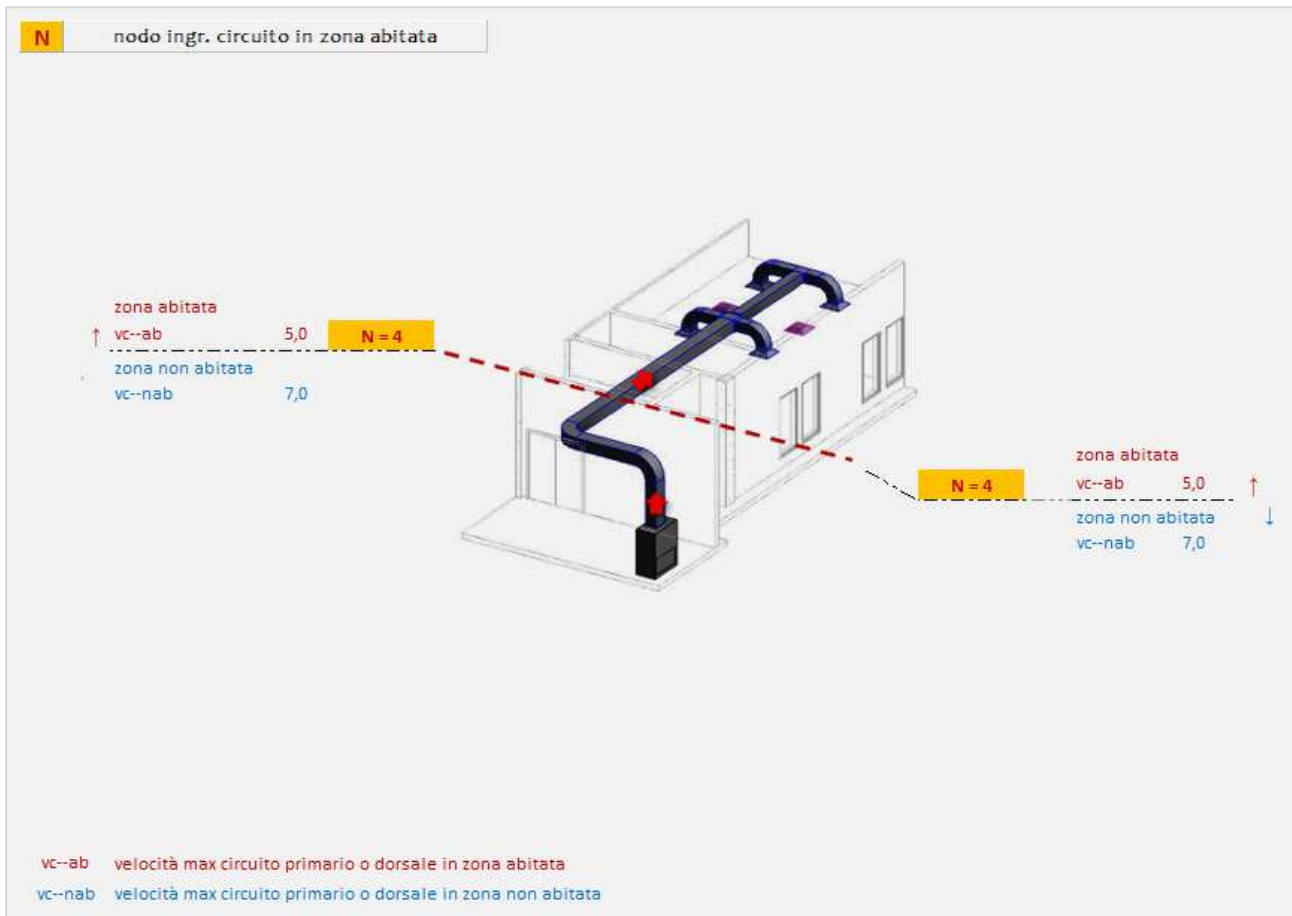 N nodo ingr. circuito in zona abitata
zona abitata
↑ vc--ab 5,0 N = 4
zona non abitata
vc--nab 7,0
zona abitata
N = 4 vc--ab 5,0 ↑
zona non abitata ↓
vc--nab 7,0
vc--ab velocità max circuito primario o dorsale in zona abitata
vc--nab velocità max circuito primario o dorsale in zona non abitata